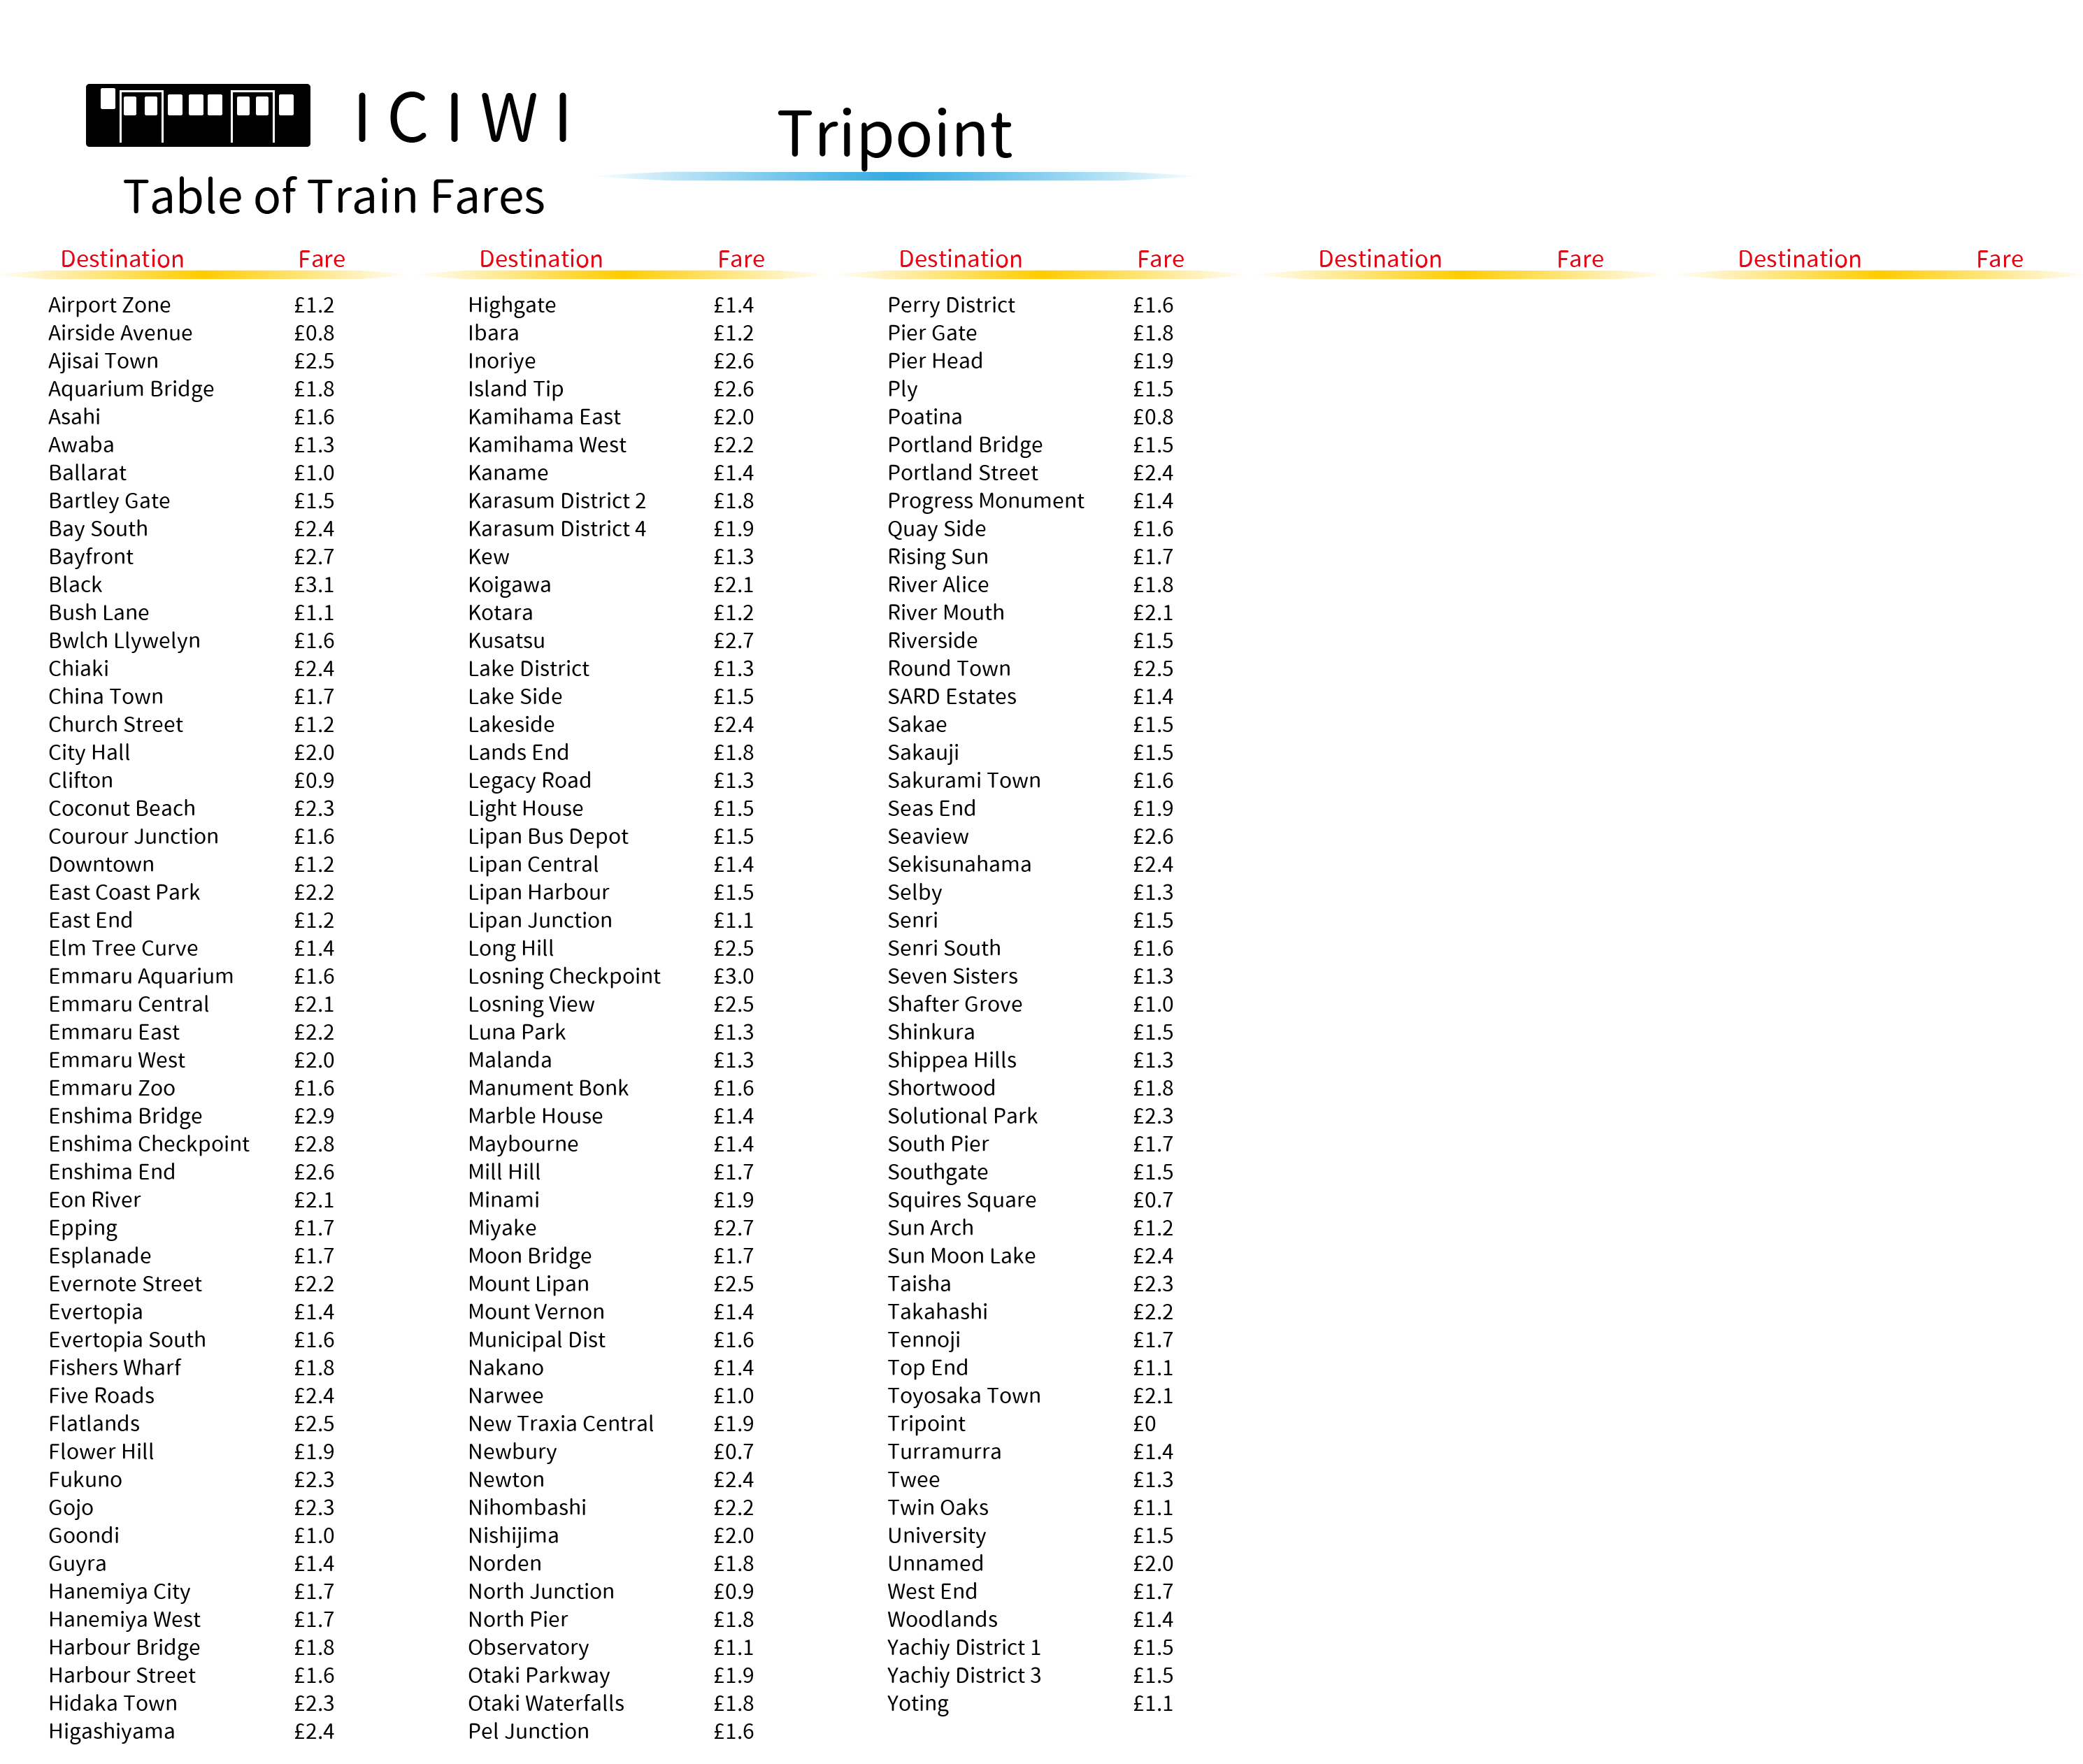 ICIWI
Tripoint
Table of Train Fares
Destination Fare
Airport Zone £1.2
Airside Avenue £0.8
Ajisai Town £2.5
Aquarium Bridge £1.8
Asahi £1.6
Awaba £1.3
Ballarat £1.0
Bartley Gate £1.5
Bay South £2.4
Bayfront £2.7
Black £3.1
Bush Lane £1.1
Bwlch Llywelyn £1.6
Chiaki £2.4
China Town £1.7
Church Street £1.2
City Hall £2.0
Clifton £0.9
Coconut Beach £2.3
Courour Junction £1.6
Downtown £1.2
East Coast Park £2.2
East End £1.2
Elm Tree Curve £1.4
Emmaru Aquarium £1.6
Emmaru Central £2.1
Emmaru East £2.2
Emmaru West £2.0
Emmaru Zoo £1.6
Enshima Bridge £2.9
Enshima Checkpoint £2.8
Enshima End £2.6
Eon River £2.1
Epping £1.7
Esplanade £1.7
Evernote Street £2.2
Evertopia £1.4
Evertopia South £1.6
Fishers Wharf £1.8
Five Roads £2.4
Flatlands £2.5
Flower Hill £1.9
Fukuno £2.3
Gojo £2.3
Goondi £1.0
Guyra £1.4
Hanemiya City £1.7
Hanemiya West £1.7
Harbour Bridge £1.8
Harbour Street £1.6
Hidaka Town £2.3
Higashiyama £2.4
Destination Fare
Highgate £1.4
Ibara £1.2
Inoriye £2.6
Island Tip £2.6
Kamihama East £2.0
Kamihama West £2.2
Kaname £1.4
Karasum District 2 £1.8
Karasum District 4 £1.9
Kew £1.3
Koigawa £2.1
Kotara £1.2
Kusatsu £2.7
Lake District £1.3
Lake Side £1.5
Lakeside £2.4
Lands End £1.8
Legacy Road £1.3
Light House £1.5
Lipan Bus Depot £1.5
Lipan Central £1.4
Lipan Harbour £1.5
Lipan Junction £1.1
Long Hill £2.5
Losning Checkpoint £3.0
Losning View £2.5
Luna Park £1.3
Malanda £1.3
Manument Bonk £1.6
Marble House £1.4
Maybourne £1.4
Mill Hill £1.7
Minami £1.9
Miyake £2.7
Moon Bridge £1.7
Mount Lipan £2.5
Mount Vernon £1.4
Municipal Dist £1.6
Nakano £1.4
Narwee £1.0
New Traxia Central £1.9
Newbury £0.7
Newton £2.4
Nihombashi £2.2
Nishijima £2.0
Norden £1.8
North Junction £0.9
North Pier £1.8
Observatory £1.1
Otaki Parkway £1.9
Otaki Waterfalls £1.8
Pel Junction £1.6
Destination Fare
Perry District £1.6
Pier Gate £1.8
Pier Head £1.9
Ply £1.5
Poatina £0.8
Portland Bridge £1.5
Portland Street £2.4
Progress Monument £1.4
Quay Side £1.6
Rising Sun £1.7
River Alice £1.8
River Mouth £2.1
Riverside £1.5
Round Town £2.5
SARD Estates £1.4
Sakae £1.5
Sakauji £1.5
Sakurami Town £1.6
Seas End £1.9
Seaview £2.6
Sekisunahama £2.4
Selby £1.3
Senri £1.5
Senri South £1.6
Seven Sisters £1.3
Shafter Grove £1.0
Shinkura £1.5
Shippea Hills £1.3
Shortwood £1.8
Solutional Park £2.3
South Pier £1.7
Southgate £1.5
Squires Square £0.7
Sun Arch £1.2
Sun Moon Lake £2.4
Taisha £2.3
Takahashi £2.2
Tennoji £1.7
Top End £1.1
Toyosaka Town £2.1
Tripoint £0
Turramurra £1.4
Twee £1.3
Twin Oaks £1.1
University £1.5
Unnamed £2.0
West End £1.7
Woodlands £1.4
Yachiy District 1 £1.5
Yachiy District 3 £1.5
Yoting £1.1
Destination Fare
Destination Fare